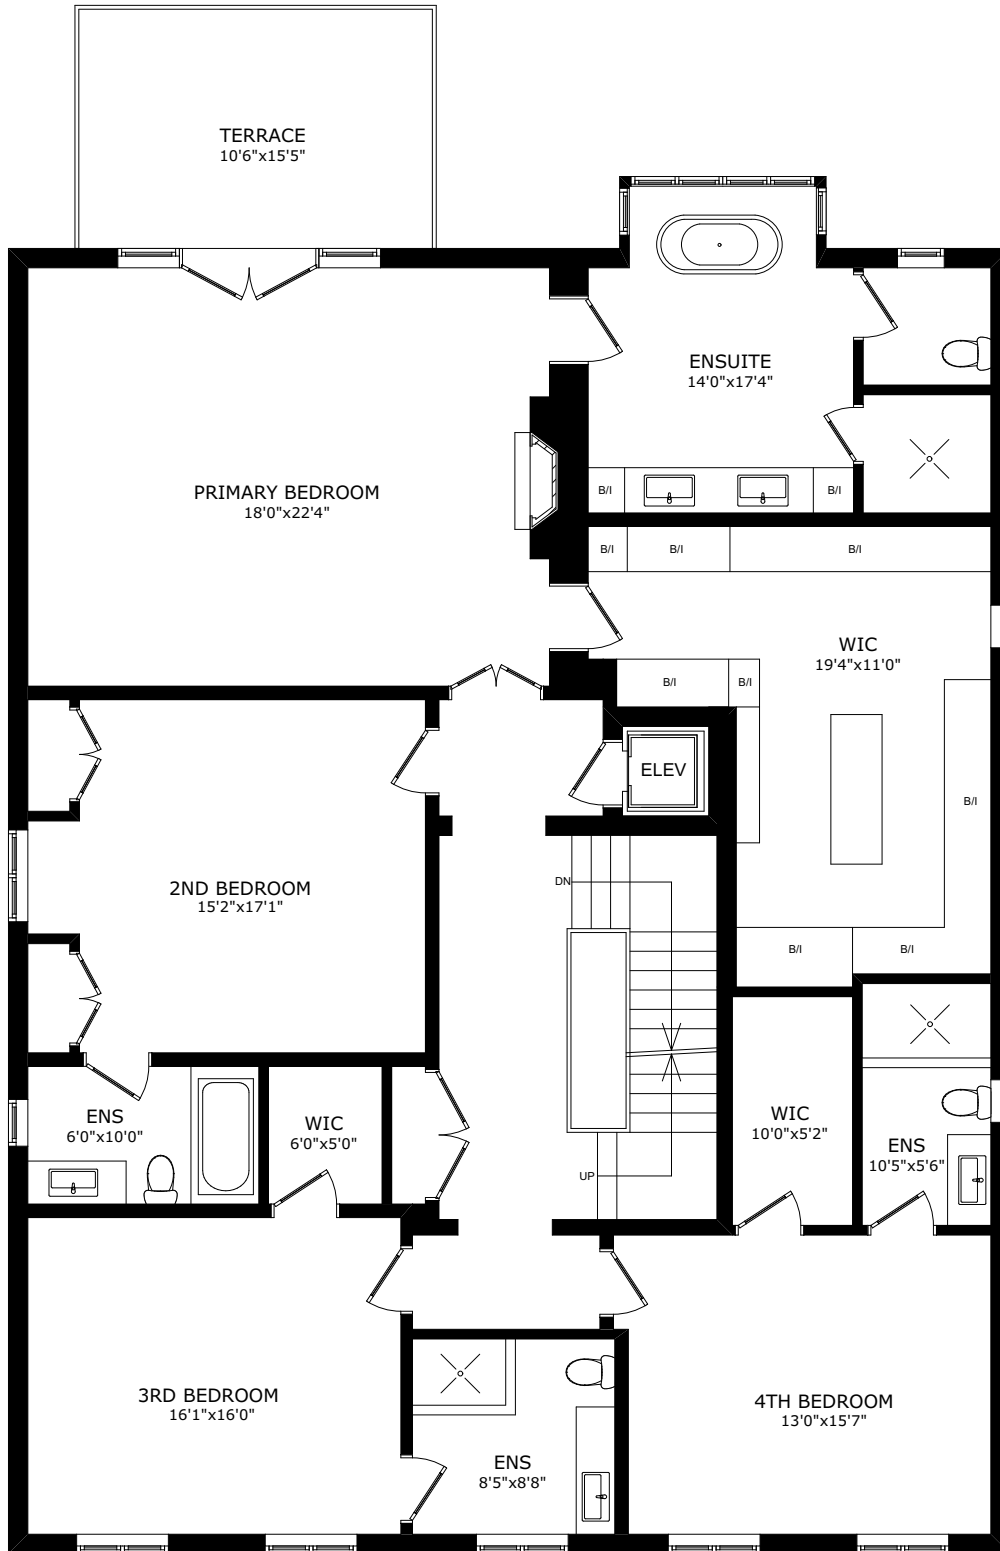 TERRACE
10'6"x15'5"
ENSUITE
14'0"x17'4"
PRIMARY BEDROOM
18'0"x22'4"
B/I
B/I
B/I
B/I
B/I
WIC
19'4"x11'0"
B/I
B/I
ELEV
B/I
2ND BEDROOM
15'2"x17'1"
DN
B/I
B/I
ENS
6'0"x10'0"
WIC
6'0"x5'0"
WIC
10'0"x5'2"
ENS
10'5"x5'6"
UP
3RD BEDROOM
16'1"x16'0"
4TH BEDROOM
13'0"x15'7"
ENS
8'5"x8'8"